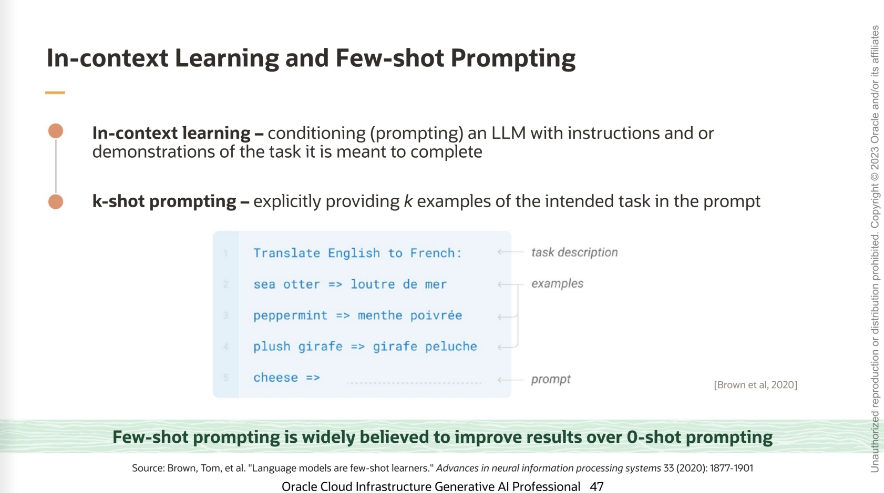 In-context Learning and Few-shot Prompting
In-context learning – conditioning (prompting) an LLM with instructions and or
demonstrations of the task it is meant to complete
k-shot prompting – explicitly providing k examples of the intended task in the prompt
1 Translate English to French: task description
2 sea otter => loutre de mer examples
3 peppermint => menthe poivrée
4 plush girafe => girafe peluche
5 cheese => .................... prompt
[Brown et al, 2020]
Few-shot prompting is widely believed to improve results over 0-shot prompting
Source: Brown, Tom, et al. "Language models are few-shot learners." Advances in neural information processing systems 33 (2020): 1877-1901
Oracle Cloud Infrastructure Generative AI Professional 47
Unauthorized reproduction or distribution prohibited. Copyright © 2023 Oracle and/or its affiliates